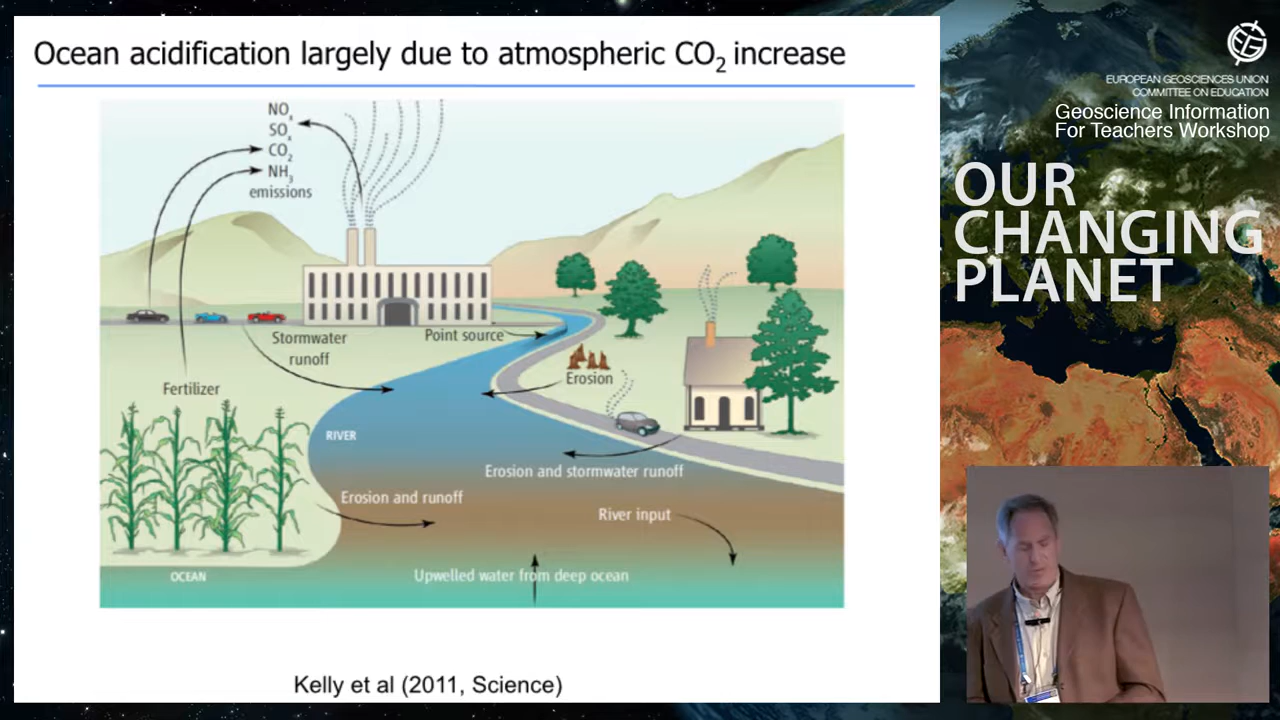 Ocean acidification largely due to atmospheric CO₂ increase
NOₓ
SOₓ
CO₂
NH₃
emissions
Stormwater
runoff
Point source
Fertilizer
Erosion
RIVER
Erosion and stormwater runoff
Erosion and runoff
River input
OCEAN
Upwelled water from deep ocean
Kelly et al (2011, Science)
EUROPEAN GEOSCIENCES UNION
COMMITTEE ON EDUCATION
Geoscience Information
For Teachers Workshop
OUR
CHANGING
PLANET